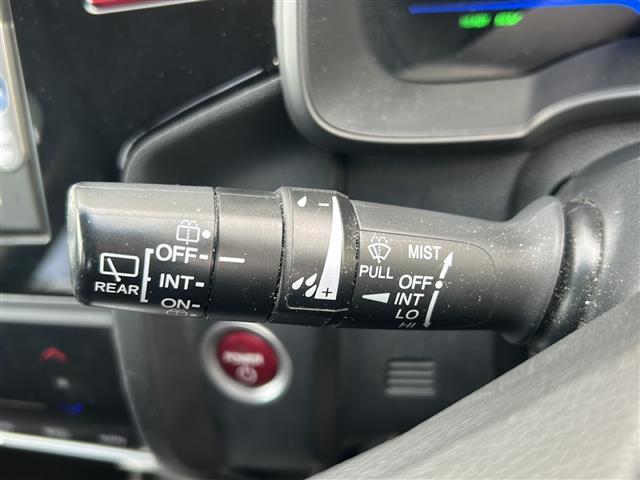 OFF
INT
ON
REAR
-
+
PULL
MIST
OFF
INT
LO
HI
POWER